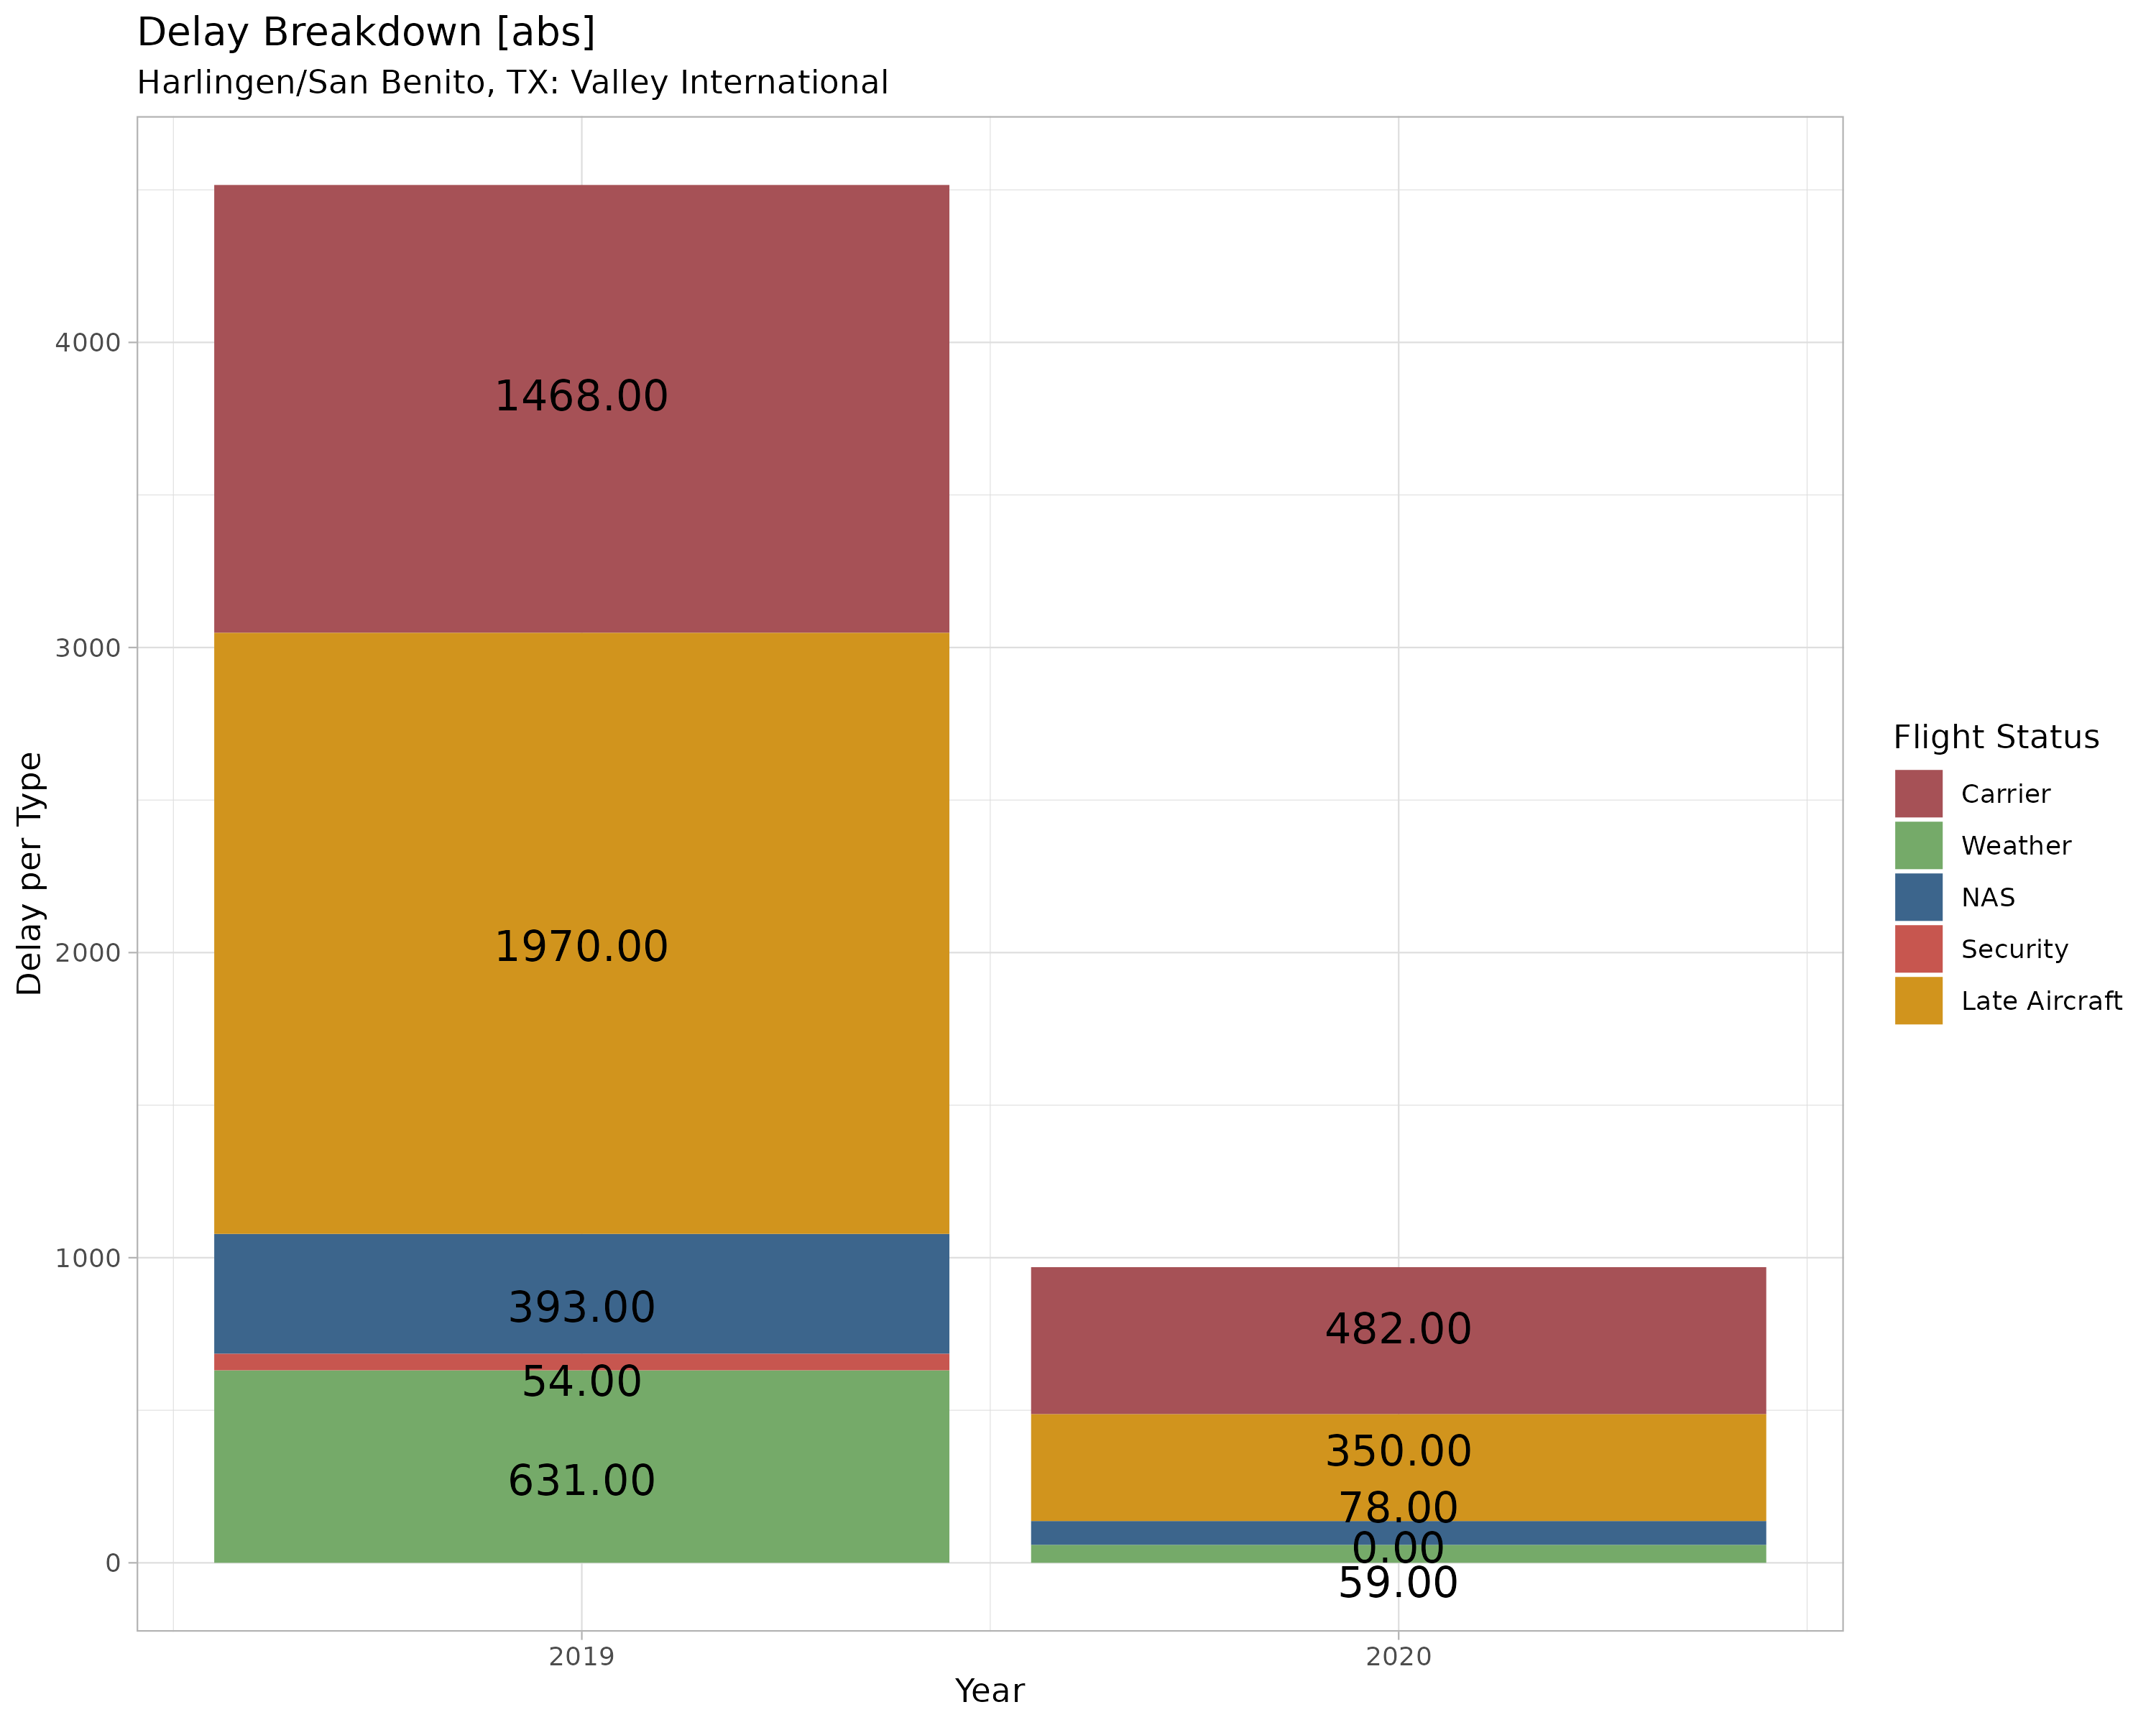 Delay Breakdown [abs]
Harlingen/San Benito, TX: Valley International
Delay per Type
4000
3000
2000
1000
0
1468.00
1970.00
393.00
54.00
631.00
482.00
350.00
78.00
0.00
59.00
2019
2020
Year
Flight Status
Carrier
Weather
NAS
Security
Late Aircraft